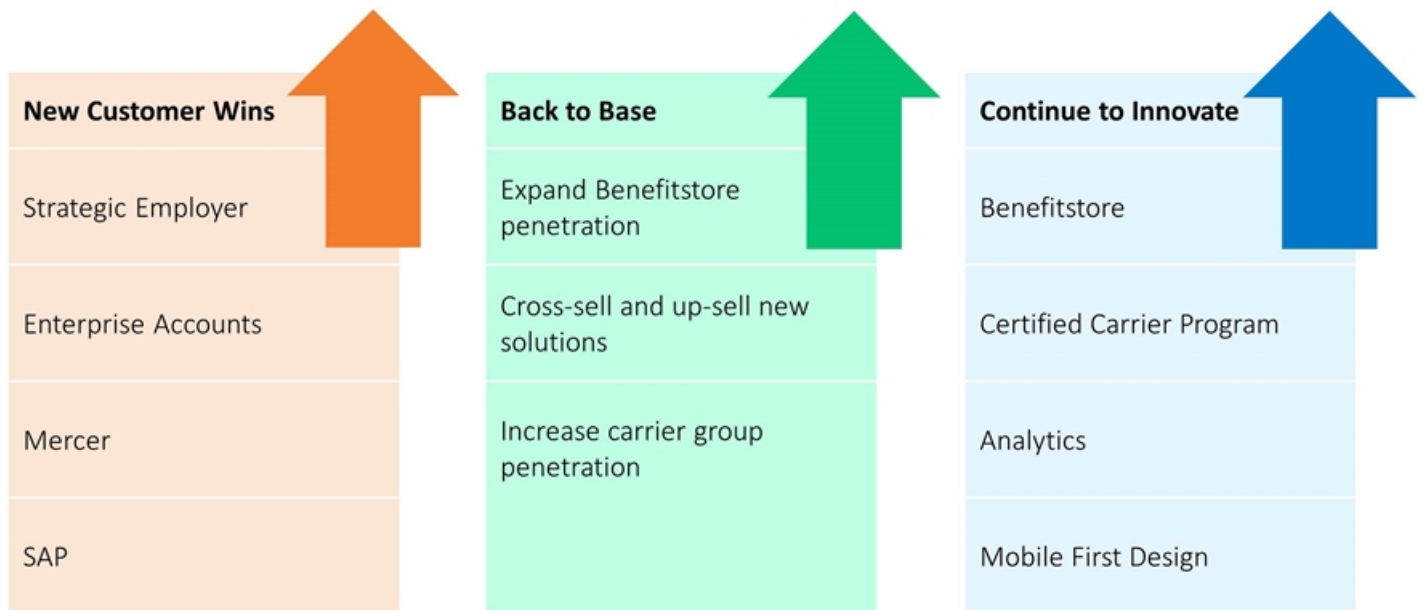 New Customer Wins
Strategic Employer
Enterprise Accounts
Mercer
SAP
Back to Base
Expand Benefitstore
penetration
Cross-sell and up-sell new
solutions
Increase carrier group
penetration
Continue to Innovate
Benefitstore
Certified Carrier Program
Analytics
Mobile First Design